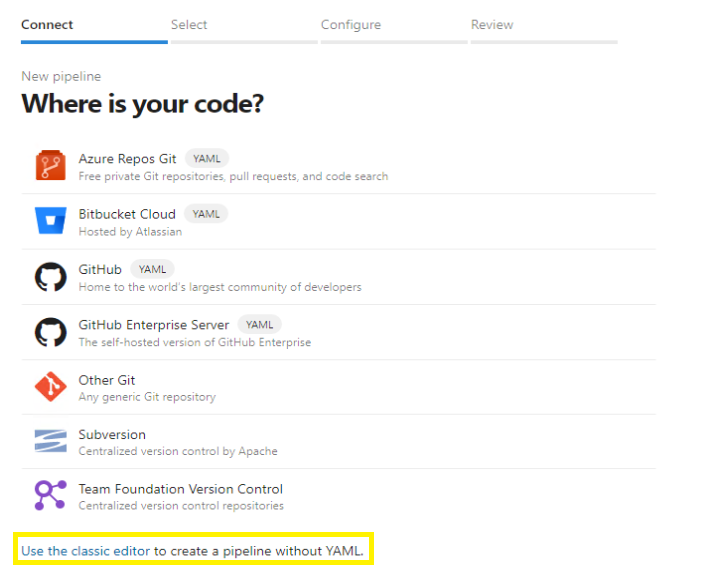 Connect Select Configure Review
New pipeline
Where is your code?
Azure Repos Git YAML
Free private Git repositories, pull requests, and code search
Bitbucket Cloud YAML
Hosted by Atlassian
GitHub YAML
Home to the world's largest community of developers
GitHub Enterprise Server YAML
The self-hosted version of GitHub Enterprise
Other Git
Any generic Git repository
Subversion
Centralized version control by Apache
Team Foundation Version Control
Centralized version control repositories
Use the classic editor to create a pipeline without YAML.